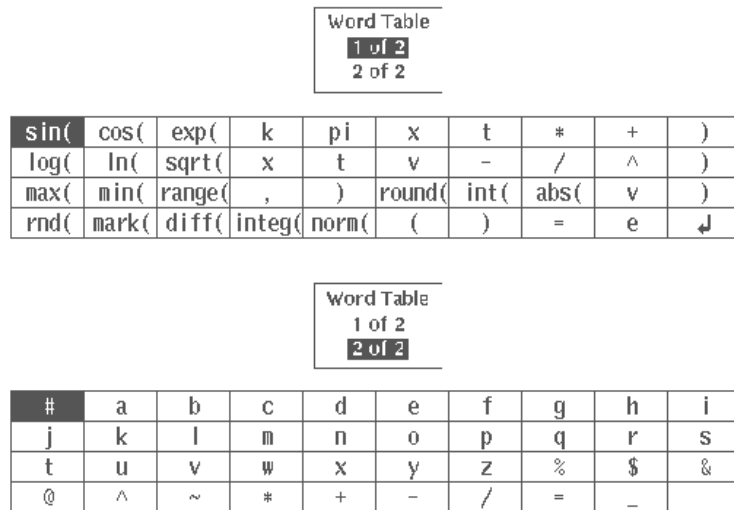 Word Table
1 of 2
2 of 2
sin( cos( exp( k pi x t * + )
log( ln( sqrt( x t v - / ^ )
max( min( range( , ) round( int( abs( v )
rnd( mark( diff( integ( norm( ( ) = e ↲
Word Table
1 of 2
2 of 2
# a b c d e f g h i
j k l m n o p q r s
t u v w x y z % $ &
@ ^ ~ * + - / = _